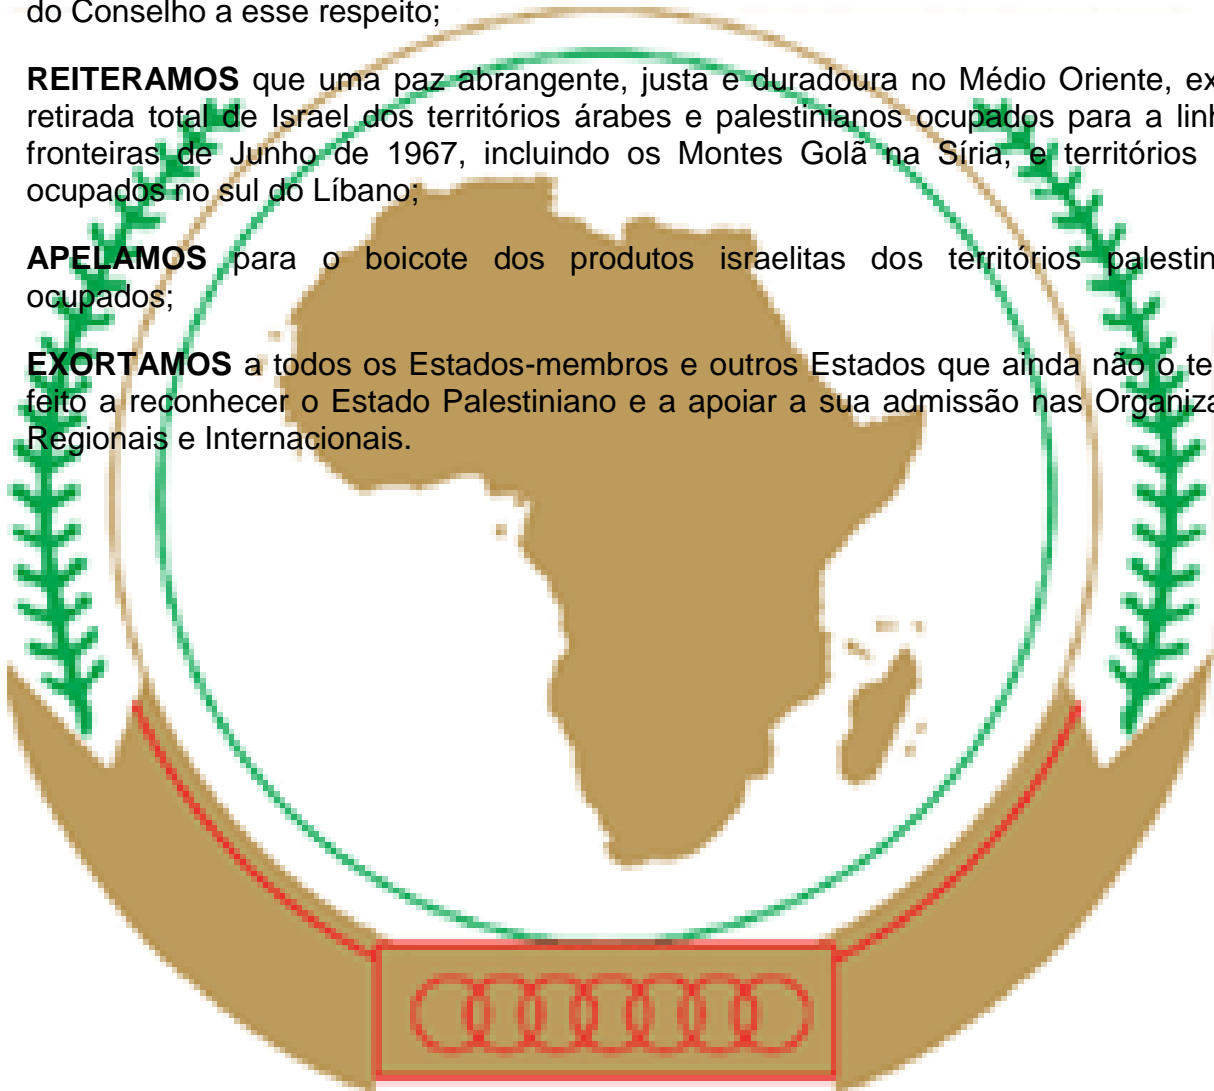 do Conselho a esse respeito;
REITERAMOS que uma paz abrangente, justa e duradoura no Médio Oriente, ex
retirada total de Israel dos territórios árabes e palestinianos ocupados para a linh
fronteiras de Junho de 1967, incluindo os Montes Golã na Síria, e territórios
ocupados no sul do Líbano;
APELAMOS para o boicote dos produtos israelitas dos territórios palestin
ocupados;
EXORTAMOS a todos os Estados-membros e outros Estados que ainda não o te
feito a reconhecer o Estado Palestiniano e a apoiar a sua admissão nas Organiza
Regionais e Internacionais.